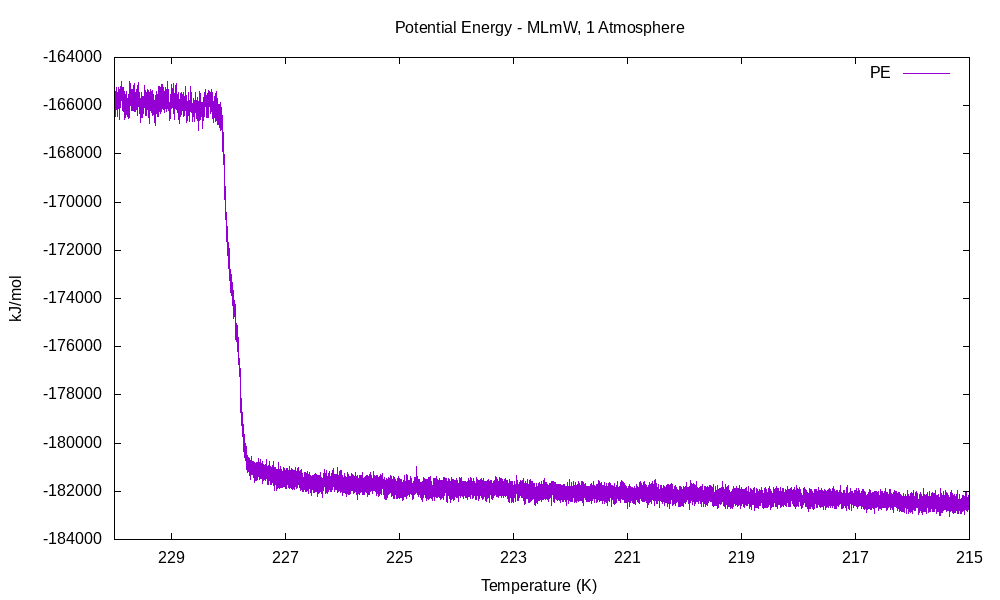 Potential Energy - MLmW, 1 Atmosphere
PE
-164000
-166000
-168000
-170000
-172000
-174000
-176000
-178000
-180000
-182000
-184000
kJ/mol
229 227 225 223 221 219 217 215
Temperature (K)